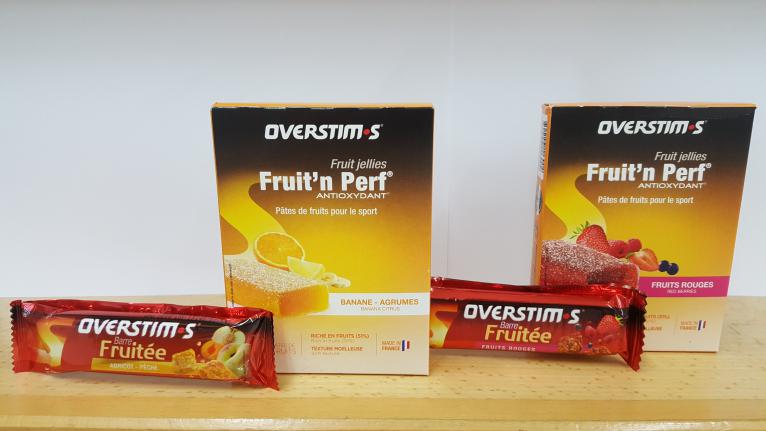 OVERSTIM•S®
Fruit jellies
Fruit'n Perf®
ANTIOXYDANT
Pâtes de fruits pour le sport
BANANE - AGRUMES
BANANA CITRUS
RICHE EN FRUITS (51%)
TEXTURE MOELLEUSE
MADE IN
FRANCE
OVERSTIM•S®
Fruit jellies
Fruit'n Perf®
ANTIOXYDANT
Pâtes de fruits pour le sport
FRUITS ROUGES
RED BERRIES
MADE IN
FRANCE
OVERSTIM•S
Barre
Fruitée
ABRICOT - PÊCHE
OVERSTIM•S
Barre
Fruitée
FRUITS ROUGES